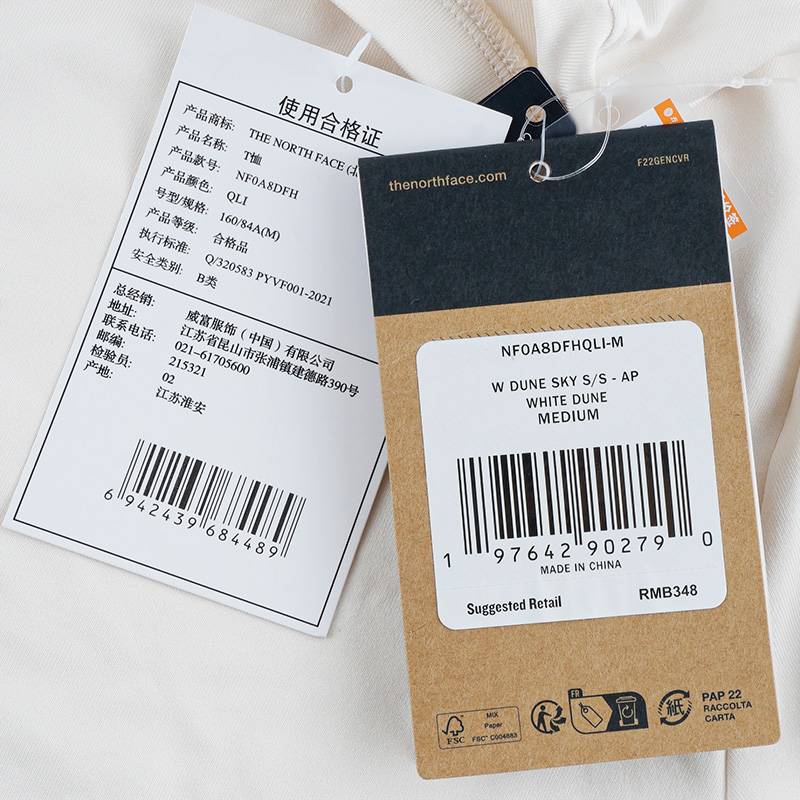 使用合格证
产品商标: THE NORTH FACE
产品名称: T恤
产品款号: NF0A8DFH
产品颜色: QLI
号型/规格: 160/84A(M)
产品等级: 合格品
执行标准: Q/320583 PYVF001-2021
安全类别: B类
总经销: 威富服饰(中国)有限公司
地址: 江苏省昆山市张浦镇建德路390号
联系电话: 021-61705600
邮编: 215321
检验员: 02
产地: 江苏淮安
6 942439 684489
thenorthface.com
F22GENCVR
NF0A8DFHQLI-M
W DUNE SKY S/S - AP
WHITE DUNE
MEDIUM
1 97642 90279 0
MADE IN CHINA
Suggested Retail RMB348
FSC
MIX
Paper
FSC® C004883
FR
紙
PAP 22
RACCOLTA
CARTA